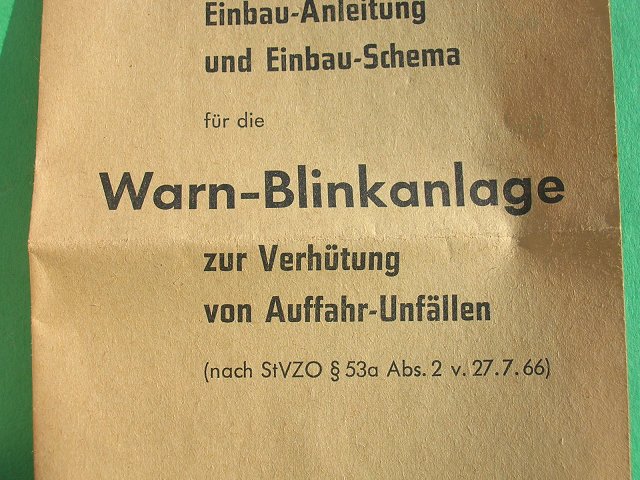 Einbau-Anleitung
und Einbau-Schema
für die
Warn-Blinkanlage
zur Verhütung
von Auffahr-Unfällen
(nach StVZO § 53a Abs. 2 v. 27.7.66)